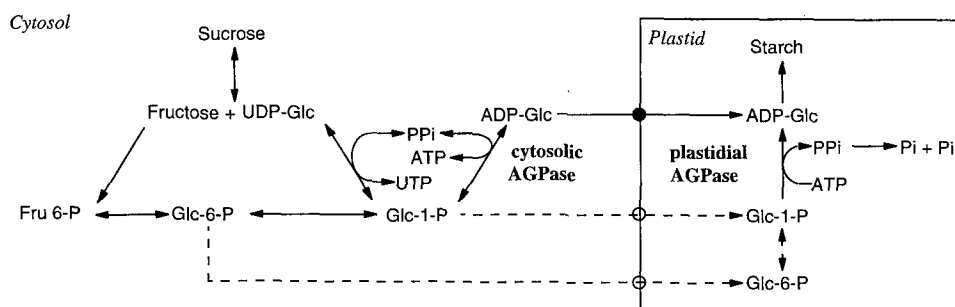 Cytosol
Plastid
Sucrose
Starch
Fructose + UDP-Glc
ADP-Glc
ADP-Glc
PPi
ATP
UTP
cytosolic
AGPase
plastidial
AGPase
PPi
Pi + Pi
ATP
Fru 6-P
Glc-6-P
Glc-1-P
Glc-1-P
Glc-6-P